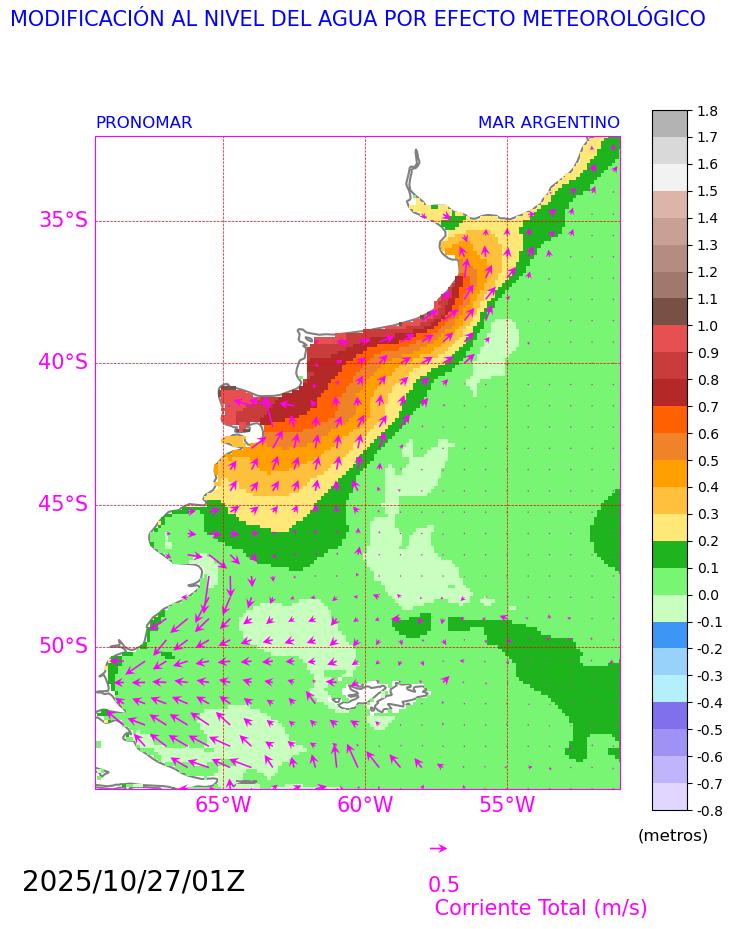 MODIFICACIÓN AL NIVEL DEL AGUA POR EFECTO METEOROLÓGICO
PRONOMAR
MAR ARGENTINO
35°S
40°S
45°S
50°S
65°W
60°W
55°W
1.8
1.7
1.6
1.5
1.4
1.3
1.2
1.1
1.0
0.9
0.8
0.7
0.6
0.5
0.4
0.3
0.2
0.1
0.0
-0.1
-0.2
-0.3
-0.4
-0.5
-0.6
-0.7
-0.8
(metros)
2025/10/27/01Z
0.5
Corriente Total (m/s)